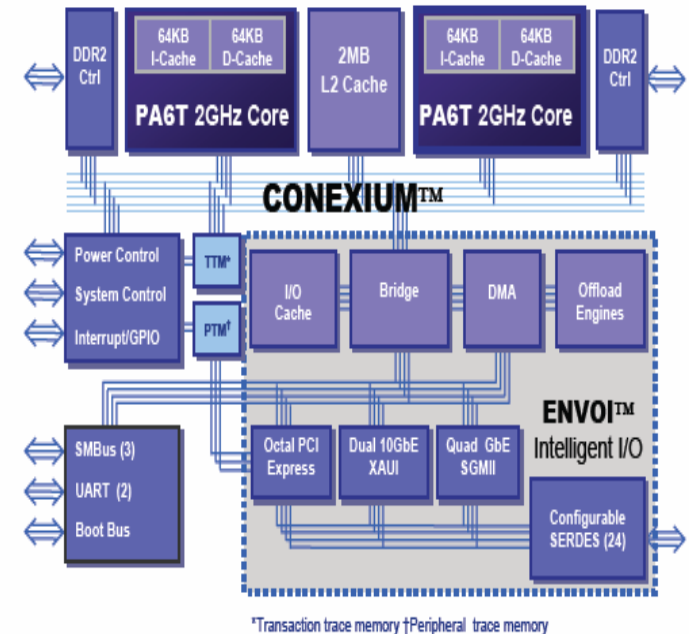 DDR2
Ctrl
64KB
I-Cache
64KB
D-Cache
PA6T 2GHz Core
2MB
L2 Cache
64KB
I-Cache
64KB
D-Cache
PA6T 2GHz Core
DDR2
Ctrl
CONEXIUM™
Power Control
System Control
Interrupt/GPIO
TTM*
PTM†
I/O
Cache
Bridge
DMA
Offload
Engines
ENVOI™
Intelligent I/O
SMBus (3)
UART (2)
Boot Bus
Octal PCI
Express
Dual 10GbE
XAUI
Quad GbE
SGMII
Configurable
SERDES (24)
*Transaction trace memory †Peripheral trace memory